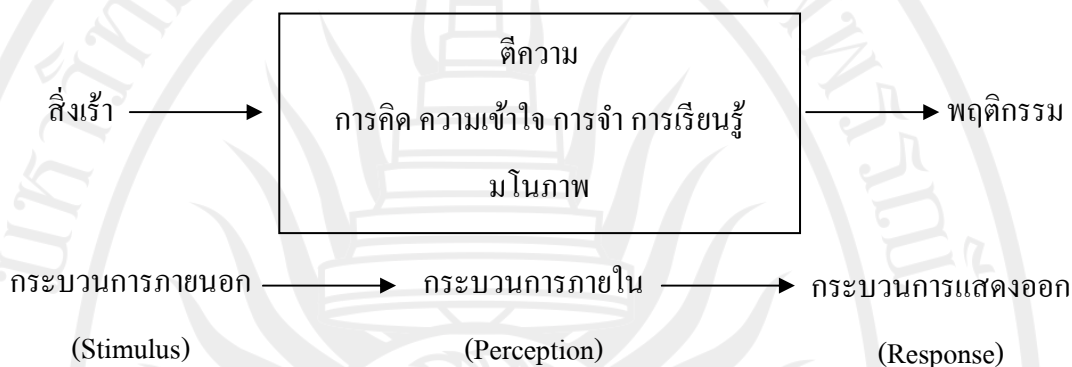 ตีความ
สิ่งเร้า การคิด ความเข้าใจ การจำ การเรียนรู้ พฤติกรรม
มโนภาพ
กระบวนการภายนอก กระบวนการภายใน กระบวนการแสดงออก
(Stimulus) (Perception) (Response)